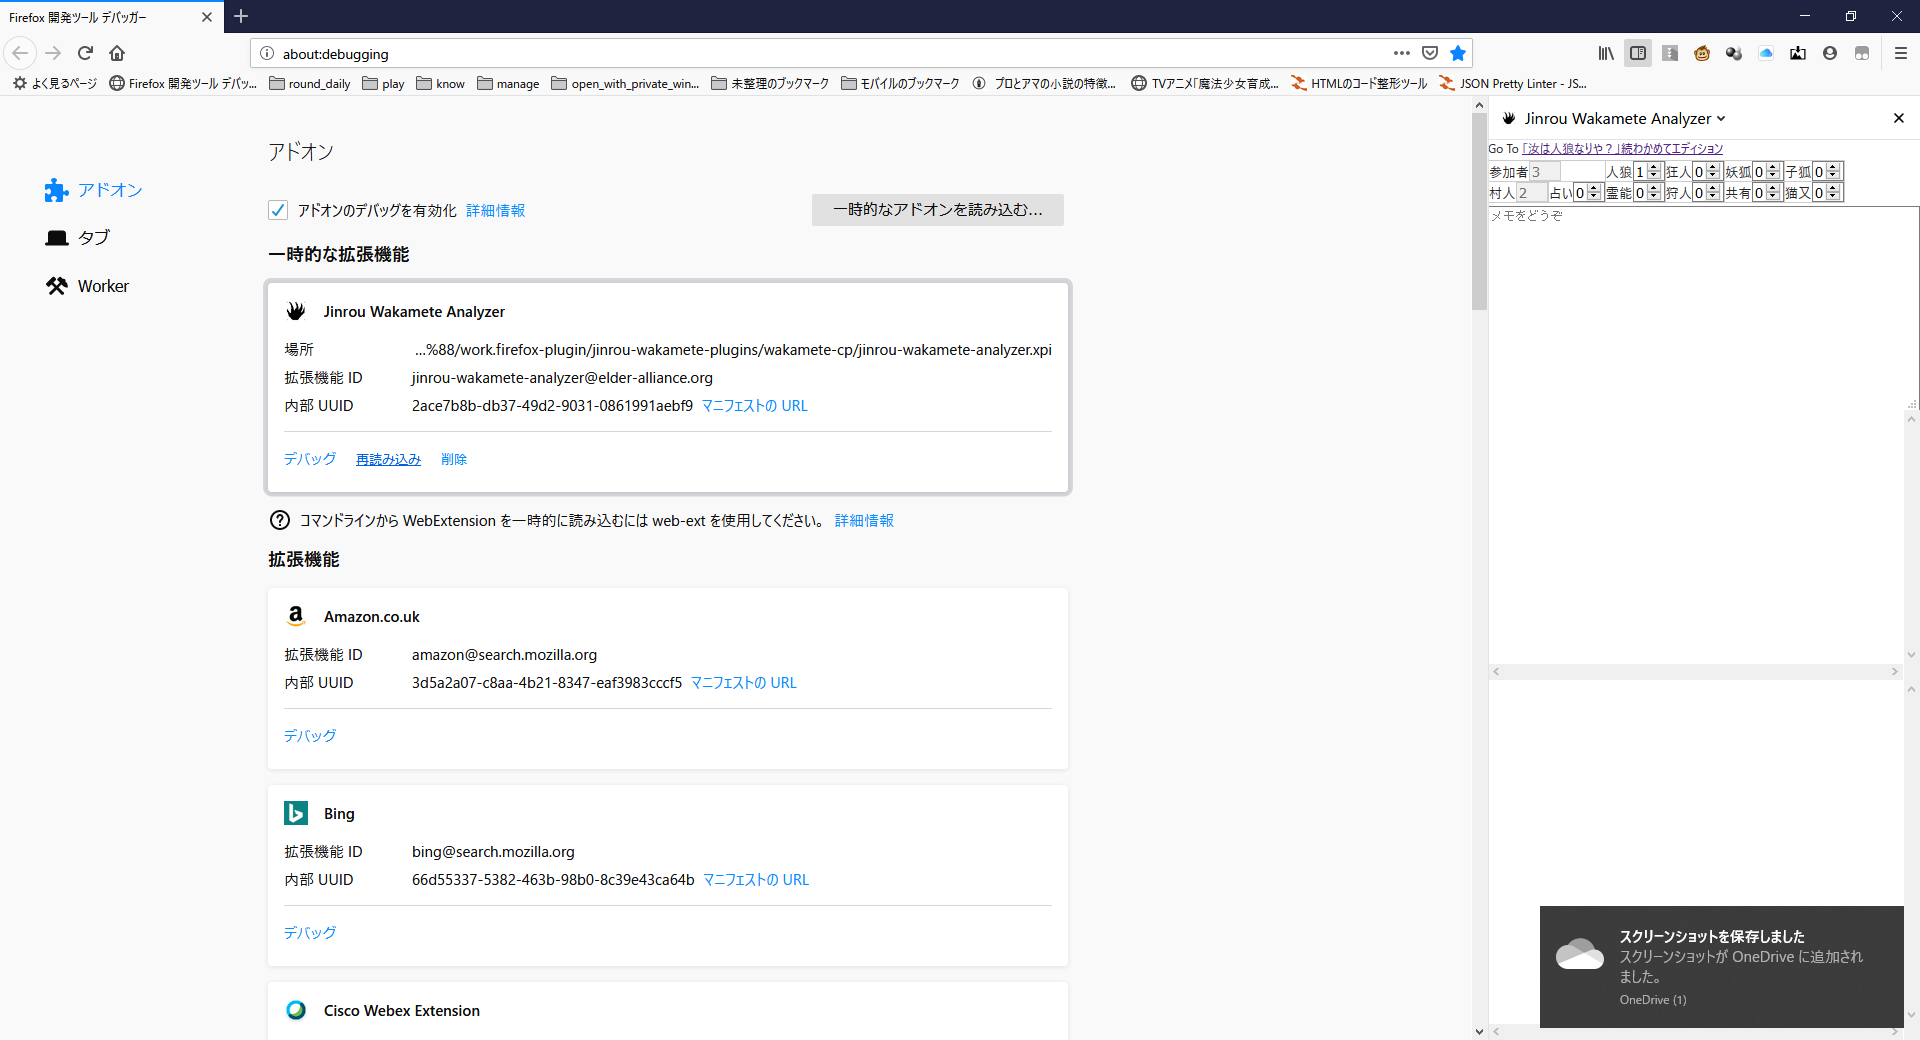 Firefox 開発ツール デバッガー
about:debugging
よく見るページ
Firefox 開発ツール デバッ...
round_daily
play
know
manage
open_with_private_win...
未整理のブックマーク
モバイルのブックマーク
プロとアマの小説の特徴...
TVアニメ「魔法少女育成...
HTMLのコード整形ツール
JSON Pretty Linter - JS...
アドオン
タブ
Worker
アドオン
アドオンのデバッグを有効化 詳細情報
一時的なアドオンを読み込む...
一時的な拡張機能
Jinrou Wakamete Analyzer
場所 ...%88/work.firefox-plugin/jinrou-wakamete-plugins/wakamete-cp/jinrou-wakamete-analyzer.xpi
拡張機能 ID jinrou-wakamete-analyzer@elder-alliance.org
内部 UUID 2ace7b8b-db37-49d2-9031-0861991aebf9 マニフェストの URL
デバッグ 再読み込み 削除
コマンドラインから WebExtension を一時的に読み込むには web-ext を使用してください。 詳細情報
拡張機能
Amazon.co.uk
拡張機能 ID amazon@search.mozilla.org
内部 UUID 3d5a2a07-c8aa-4b21-8347-eaf3983cccf5 マニフェストの URL
デバッグ
Bing
拡張機能 ID bing@search.mozilla.org
内部 UUID 66d55337-5382-463b-98b0-8c39e43ca64b マニフェストの URL
デバッグ
Cisco Webex Extension
Jinrou Wakamete Analyzer
Go To 「汝は人狼なりや？」続わかめてエディション
参加者 3 人狼 1 狂人 0 妖狐 0 子狐 0
村人 2 占い 0 霊能 0 狩人 0 共有 0 猫又 0
メモをどうぞ
スクリーンショットを保存しました
スクリーンショットが OneDrive に追加され
ました。
OneDrive (1)